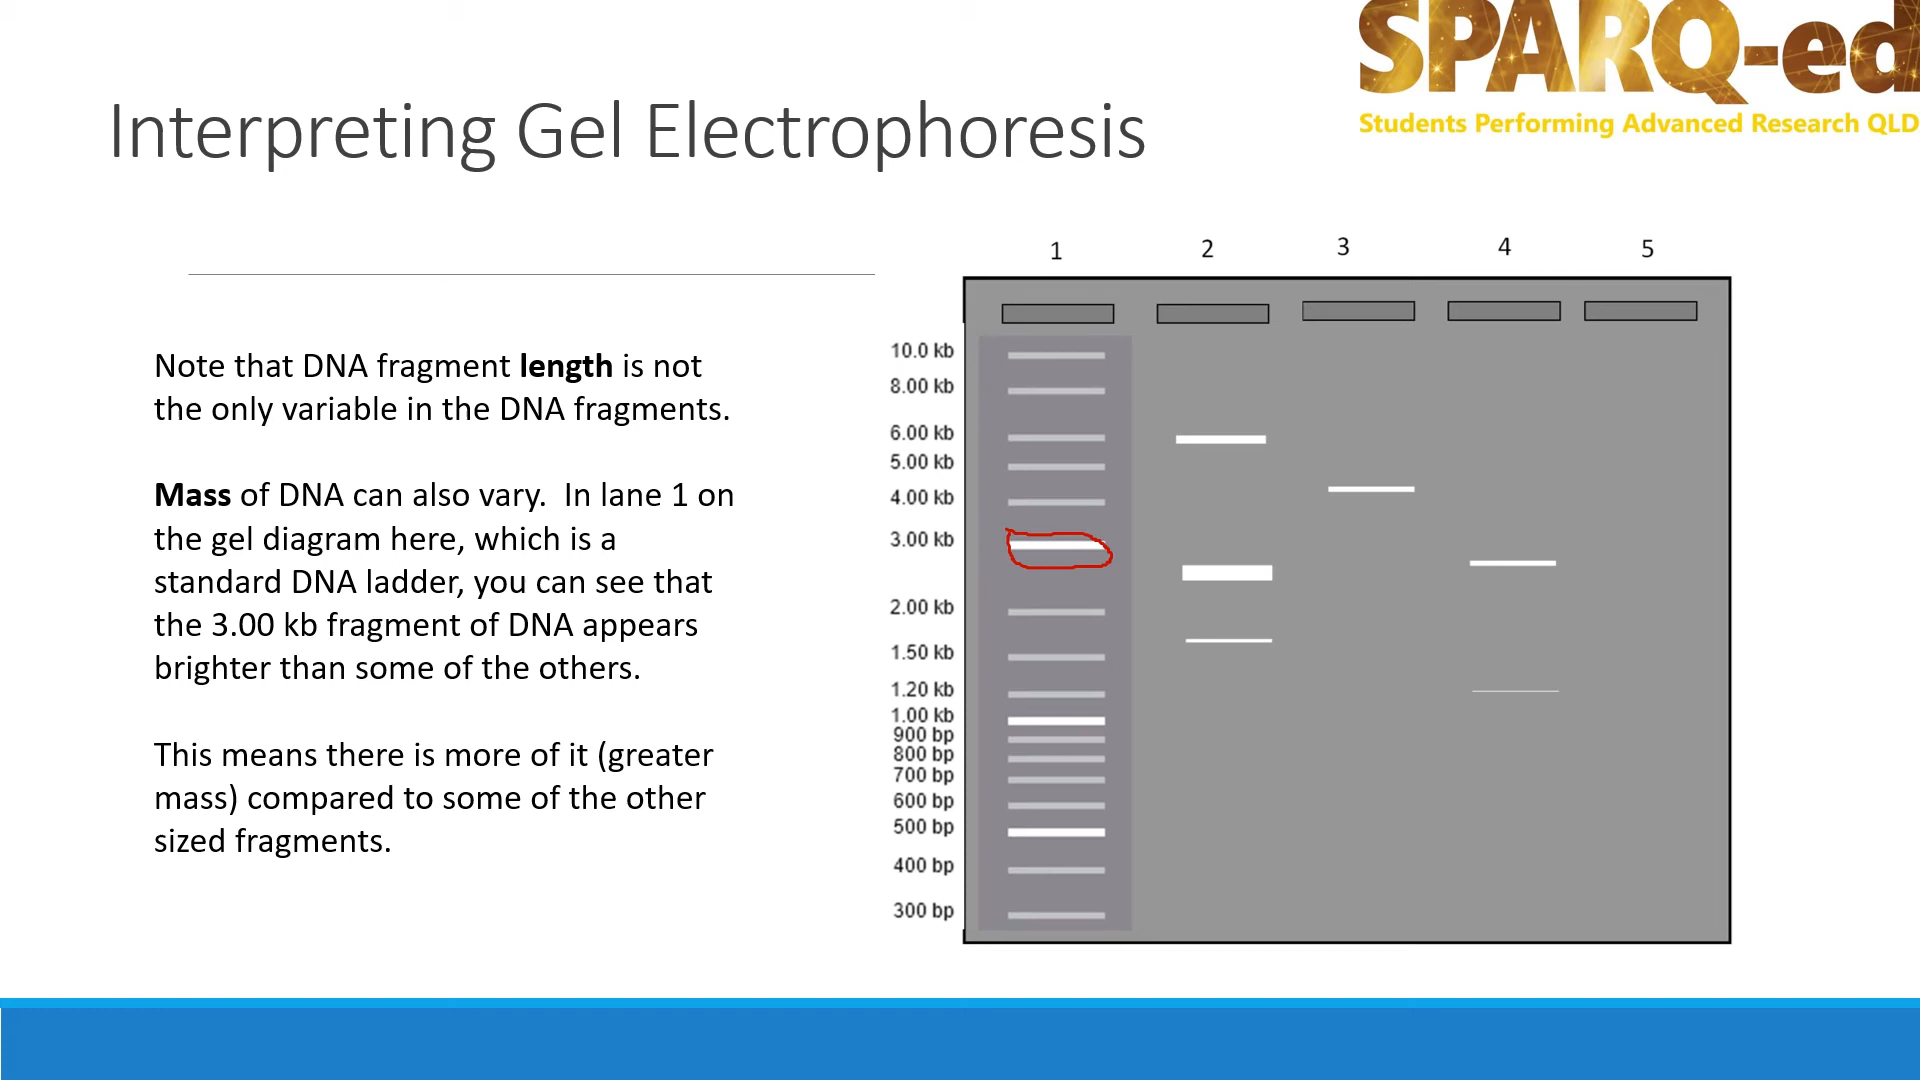 SPARQ-ed
Students Performing Advanced Research QLD
Interpreting Gel Electrophoresis
Note that DNA fragment length is not
the only variable in the DNA fragments.
Mass of DNA can also vary.  In lane 1 on
the gel diagram here, which is a
standard DNA ladder, you can see that
the 3.00 kb fragment of DNA appears
brighter than some of the others.
This means there is more of it (greater
mass) compared to some of the other
sized fragments.
1 2 3 4 5
10.0 kb
8.00 kb
6.00 kb
5.00 kb
4.00 kb
3.00 kb
2.00 kb
1.50 kb
1.20 kb
1.00 kb
900 bp
800 bp
700 bp
600 bp
500 bp
400 bp
300 bp